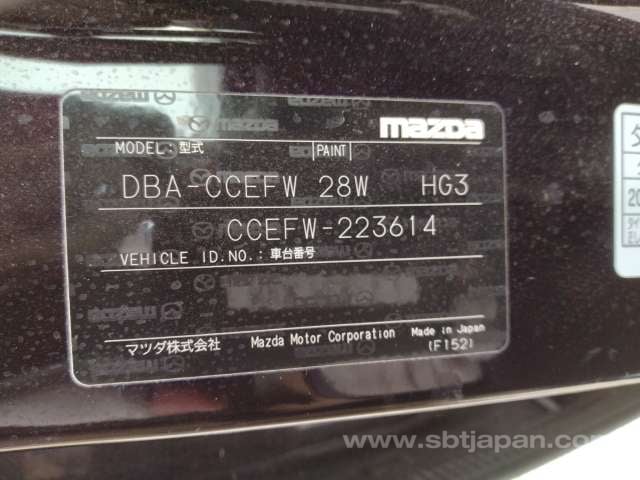 mazda
MODEL : 型式 PAINT
DBA-CCEFW 28W HG3
CCEFW-223614
VEHICLE ID.NO. : 車台番号
マツダ株式会社 Mazda Motor Corporation Made in Japan
(F152)
20
www.sbtjapan.com